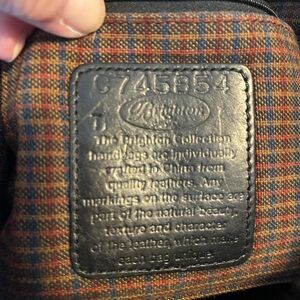 C745854
Brighton
The Brighton Collection
handbags are individually
crafted in China from
quality leathers. Any
markings on the surface are
part of the natural beauty,
texture and character
of the leather, which make
each bag unique.